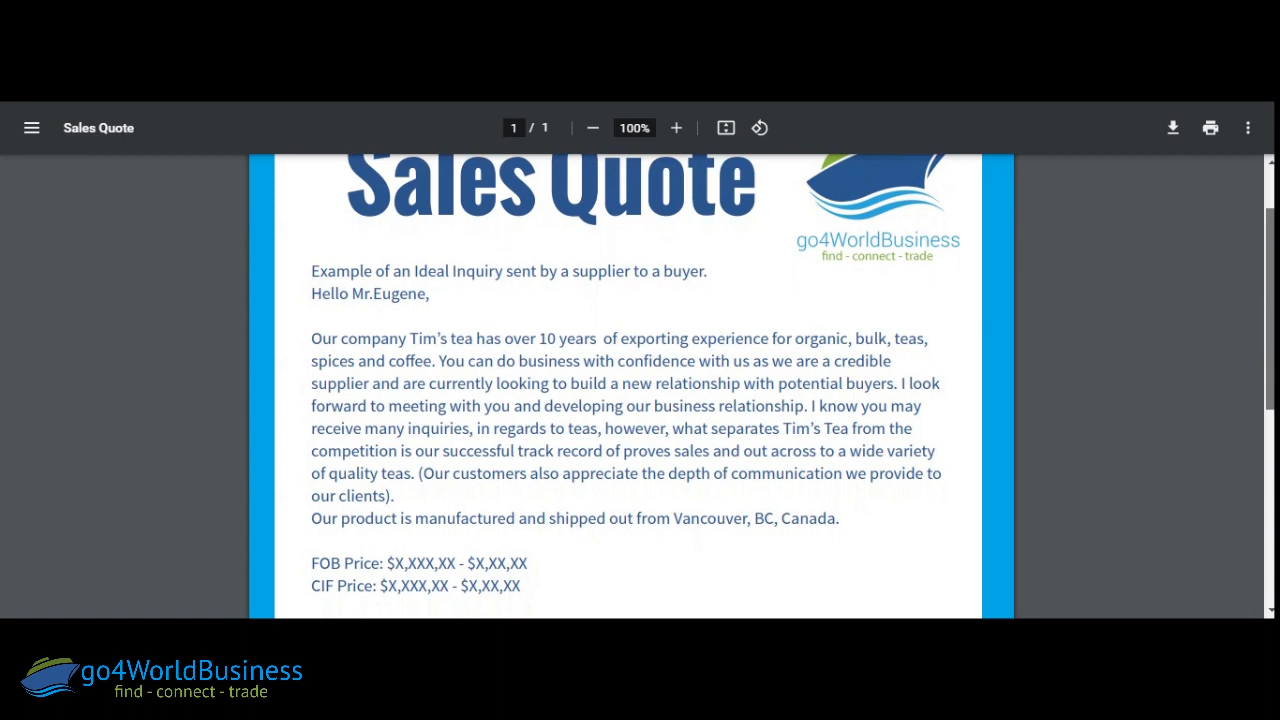 Sales Quote
1 / 1
100%
Sales Quote
go4WorldBusiness
find - connect - trade
Example of an Ideal Inquiry sent by a supplier to a buyer.
Hello Mr.Eugene,
Our company Tim's tea has over 10 years  of exporting experience for organic, bulk, teas,
spices and coffee. You can do business with confidence with us as we are a credible
supplier and are currently looking to build a new relationship with potential buyers. I look
forward to meeting with you and developing our business relationship. I know you may
receive many inquiries, in regards to teas, however, what separates Tim's Tea from the
competition is our successful track record of proves sales and out across to a wide variety
of quality teas. (Our customers also appreciate the depth of communication we provide to
our clients).
Our product is manufactured and shipped out from Vancouver, BC, Canada.
FOB Price: $X,XXX,XX - $X,XX,XX
CIF Price: $X,XXX,XX - $X,XX,XX
go4WorldBusiness
find - connect - trade